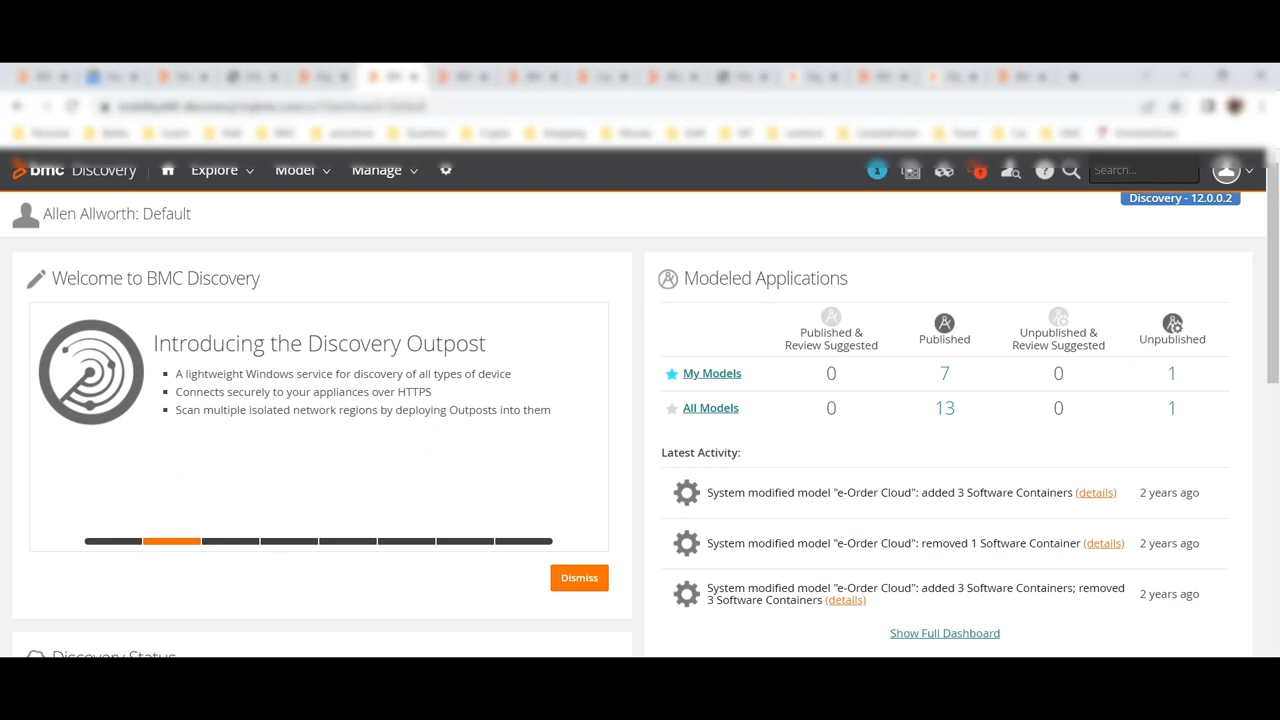 bmc Discovery Explore Model Manage 1 ? Search...
Discovery - 12.0.0.2
Allen Allworth: Default
Welcome to BMC Discovery
Introducing the Discovery Outpost
A lightweight Windows service for discovery of all types of device
Connects securely to your appliances over HTTPS
Scan multiple isolated network regions by deploying Outposts into them
Dismiss
Discovery Status
Modeled Applications
Published & Review Suggested
Published
Unpublished & Review Suggested
Unpublished
My Models 0 7 0 1
All Models 0 13 0 1
Latest Activity:
System modified model "e-Order Cloud": added 3 Software Containers (details) 2 years ago
System modified model "e-Order Cloud": removed 1 Software Container (details) 2 years ago
System modified model "e-Order Cloud": added 3 Software Containers; removed
3 Software Containers (details) 2 years ago
Show Full Dashboard